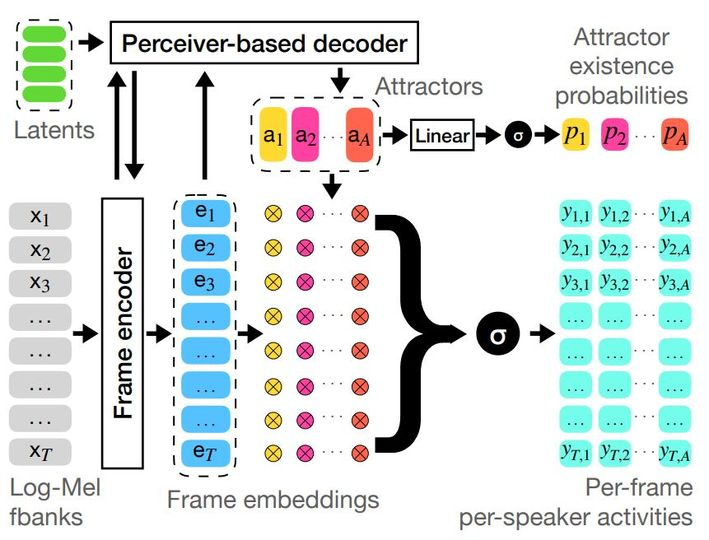 Perceiver-based decoder
Latents
Attractors
Attractor
existence
probabilities
a1 a2 ... aA
Linear
σ
p1 p2 ... pA
x1
x2
x3
...
...
...
...
xT
Log-Mel
fbanks
Frame encoder
e1
e2
e3
...
...
...
...
eT
Frame embeddings
...
...
...
...
...
...
...
...
σ
y1,1 y1,2 ... y1,A
y2,1 y2,2 ... y2,A
y3,1 y3,2 ... y3,A
... ... ... ...
... ... ... ...
... ... ... ...
... ... ... ...
yT,1 yT,2 ... yT,A
Per-frame
per-speaker activities